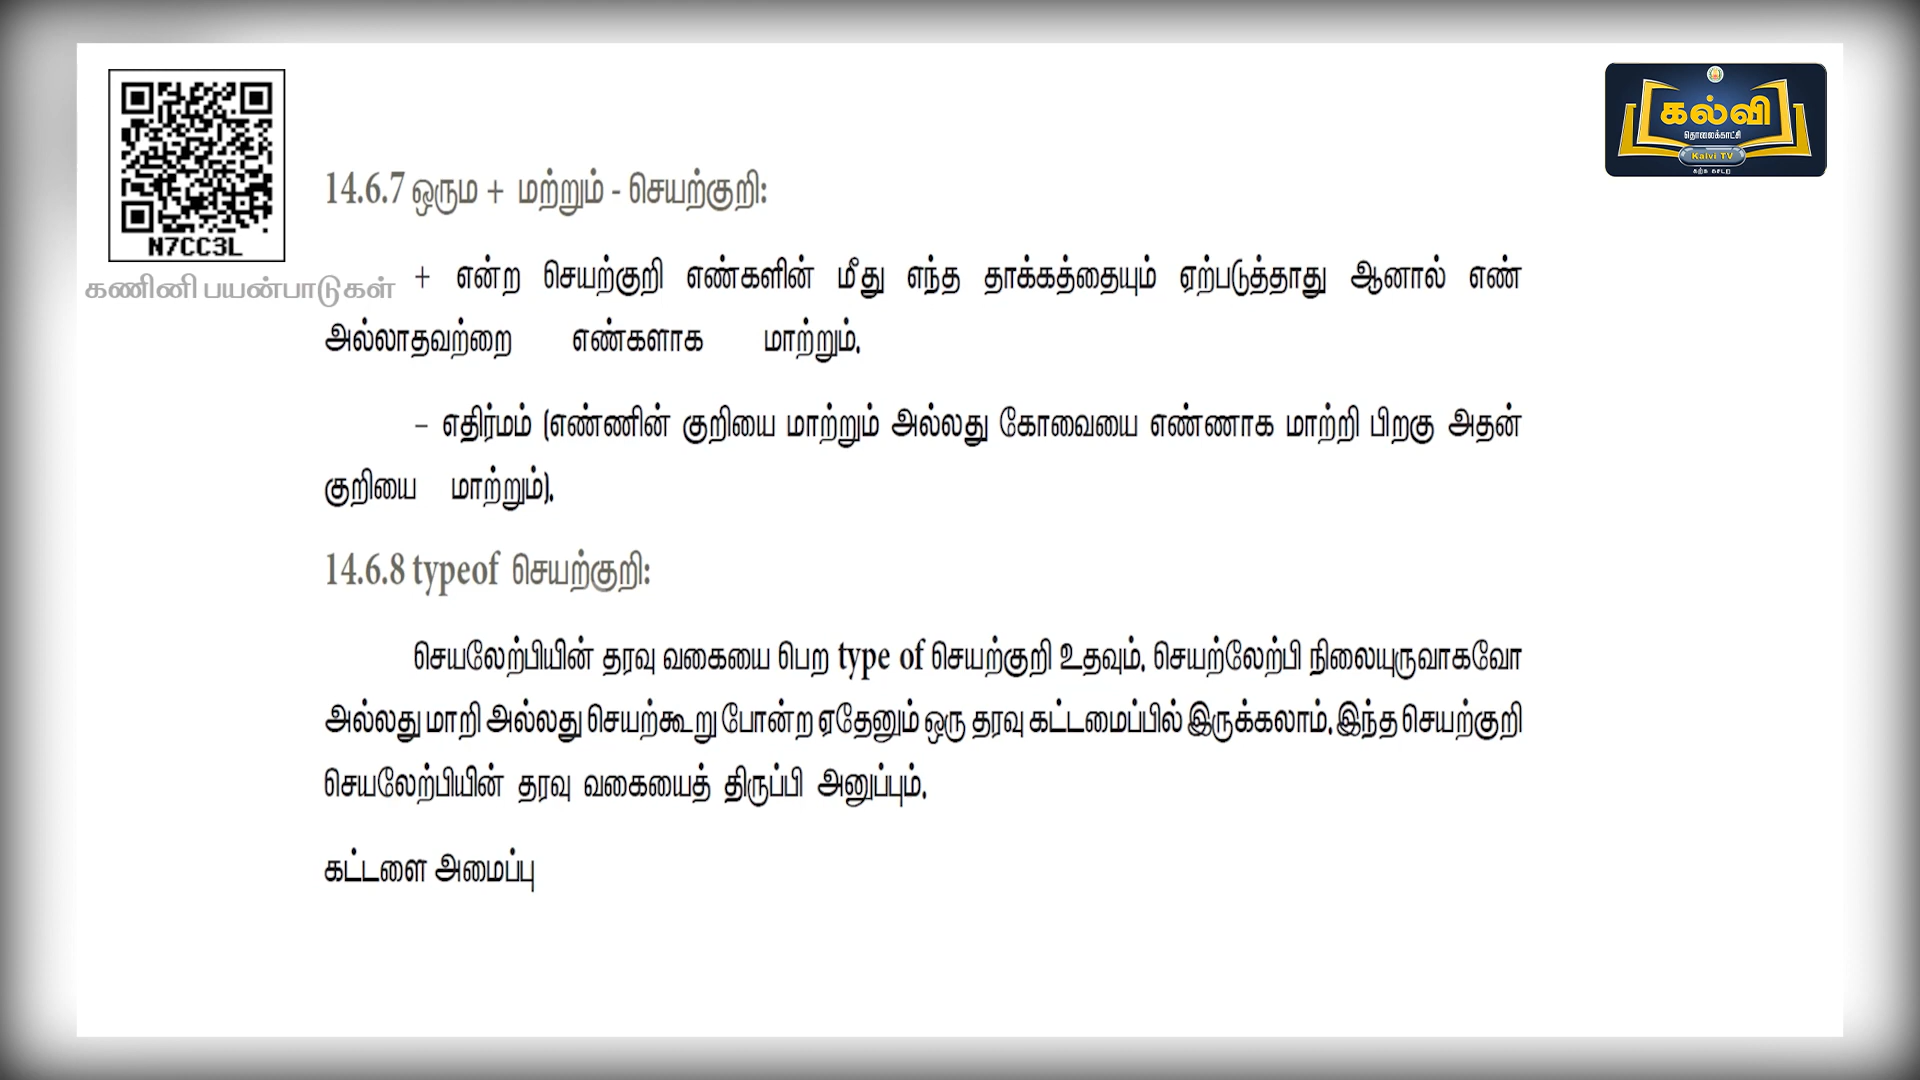 கல்வி
தொலைக்காட்சி
Kalvi TV
கற்க கசடற
N7CC3L
கணினி பயன்பாடுகள்
14.6.7 ஒரும + மற்றும் - செயற்குறி:
+ என்ற செயற்குறி எண்களின் மீது எந்த தாக்கத்தையும் ஏற்படுத்தாது ஆனால் எண்
அல்லாதவற்றை எண்களாக மாற்றும்.
– எதிர்மம் (எண்ணின் குறியை மாற்றும் அல்லது கோவையை எண்ணாக மாற்றி பிறகு அதன்
குறியை மாற்றும்).
14.6.8 typeof செயற்குறி:
செயலேற்பியின் தரவு வகையை பெற type of செயற்குறி உதவும். செயற்லேற்பி நிலையுருவாகவோ
அல்லது மாறி அல்லது செயற்கூறு போன்ற ஏதேனும் ஒரு தரவு கட்டமைப்பில் இருக்கலாம். இந்த செயற்குறி
செயலேற்பியின் தரவு வகையைத் திருப்பி அனுப்பும்.
கட்டளை அமைப்பு